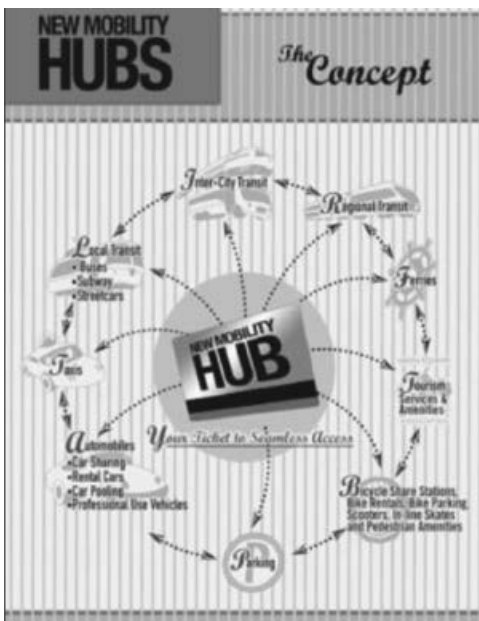 NEW MOBILITY
HUBS
The
Concept
Inter-City Transit
Regional Transit
Local Transit
•Buses
•Subway
•Streetcars
Ferries
NEW MOBILITY
HUB
Taxis
Tourism
Services &
Amenities
Your Ticket to Seamless Access
Automobiles
•Car Sharing
•Rental Cars
•Car Pooling
•Professional Use Vehicles
Bicycle Share Stations,
Bike Rentals, Bike Parking,
Scooters, In-line Skates
and Pedestrian Amenities
Parking